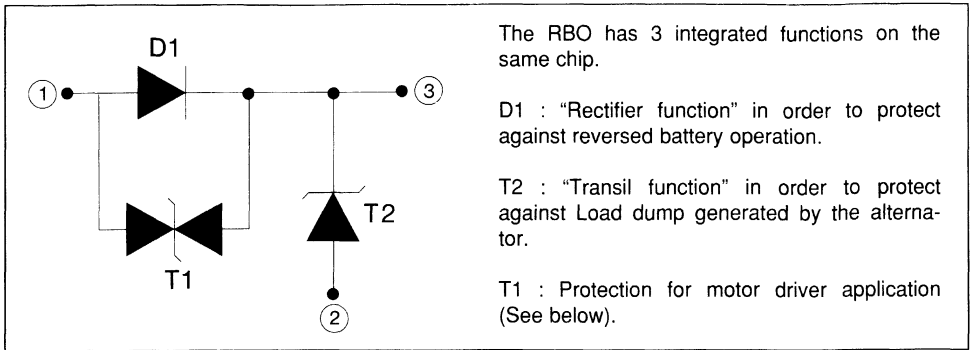 D1
1
3
T2
T1
2
The RBO has 3 integrated functions on the
same chip.
D1 : “Rectifier function” in order to protect
against reversed battery operation.
T2 : “Transil function” in order to protect
against Load dump generated by the alterna-
tor.
T1 : Protection for motor driver application
(See below).